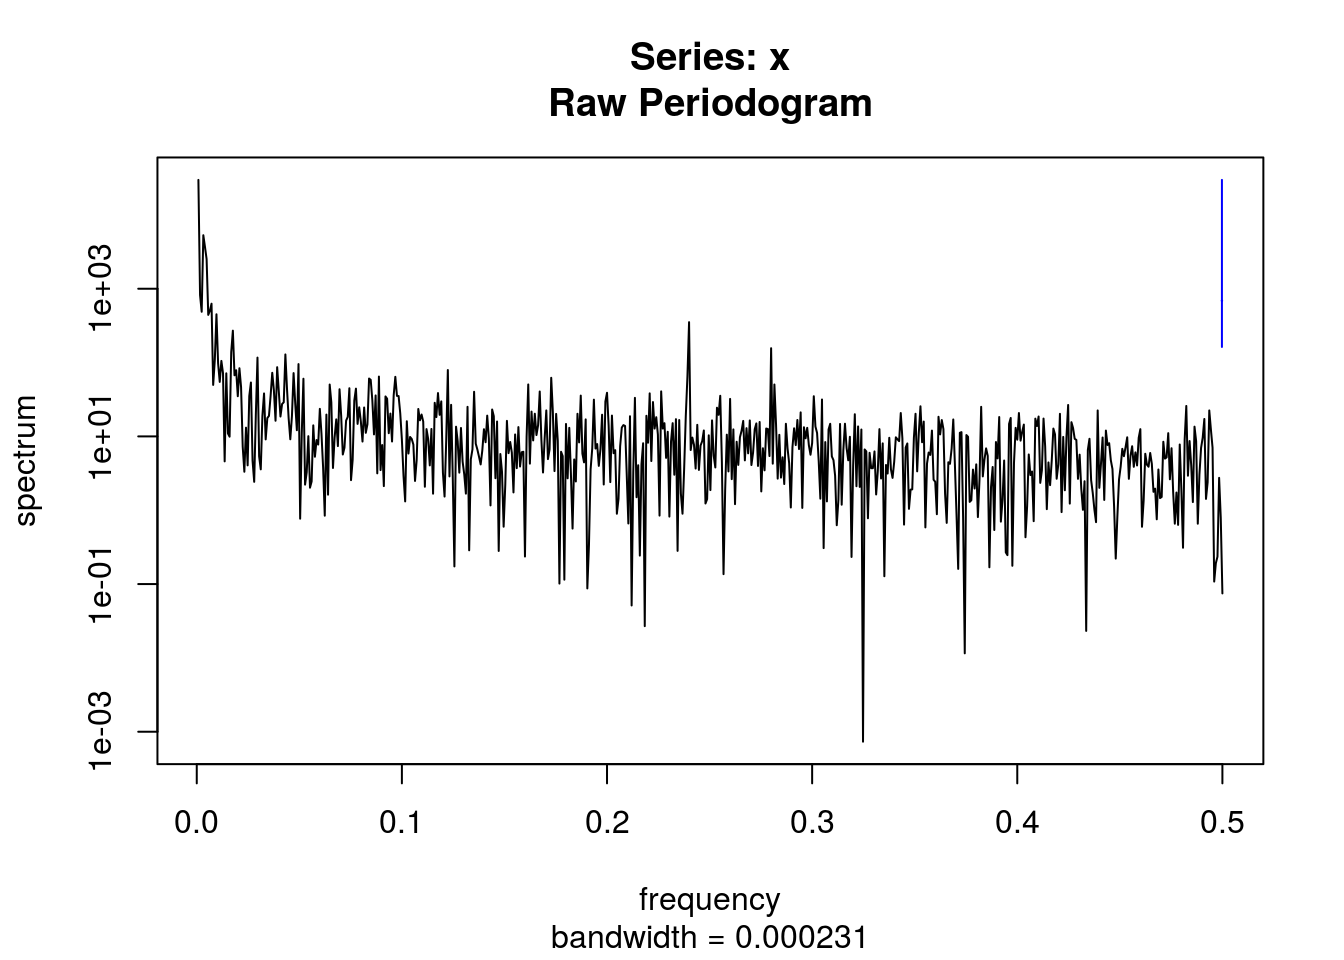 Series: x
Raw Periodogram
spectrum
1e+03
1e+01
1e-01
1e-03
0.0 0.1 0.2 0.3 0.4 0.5
frequency
bandwidth = 0.000231